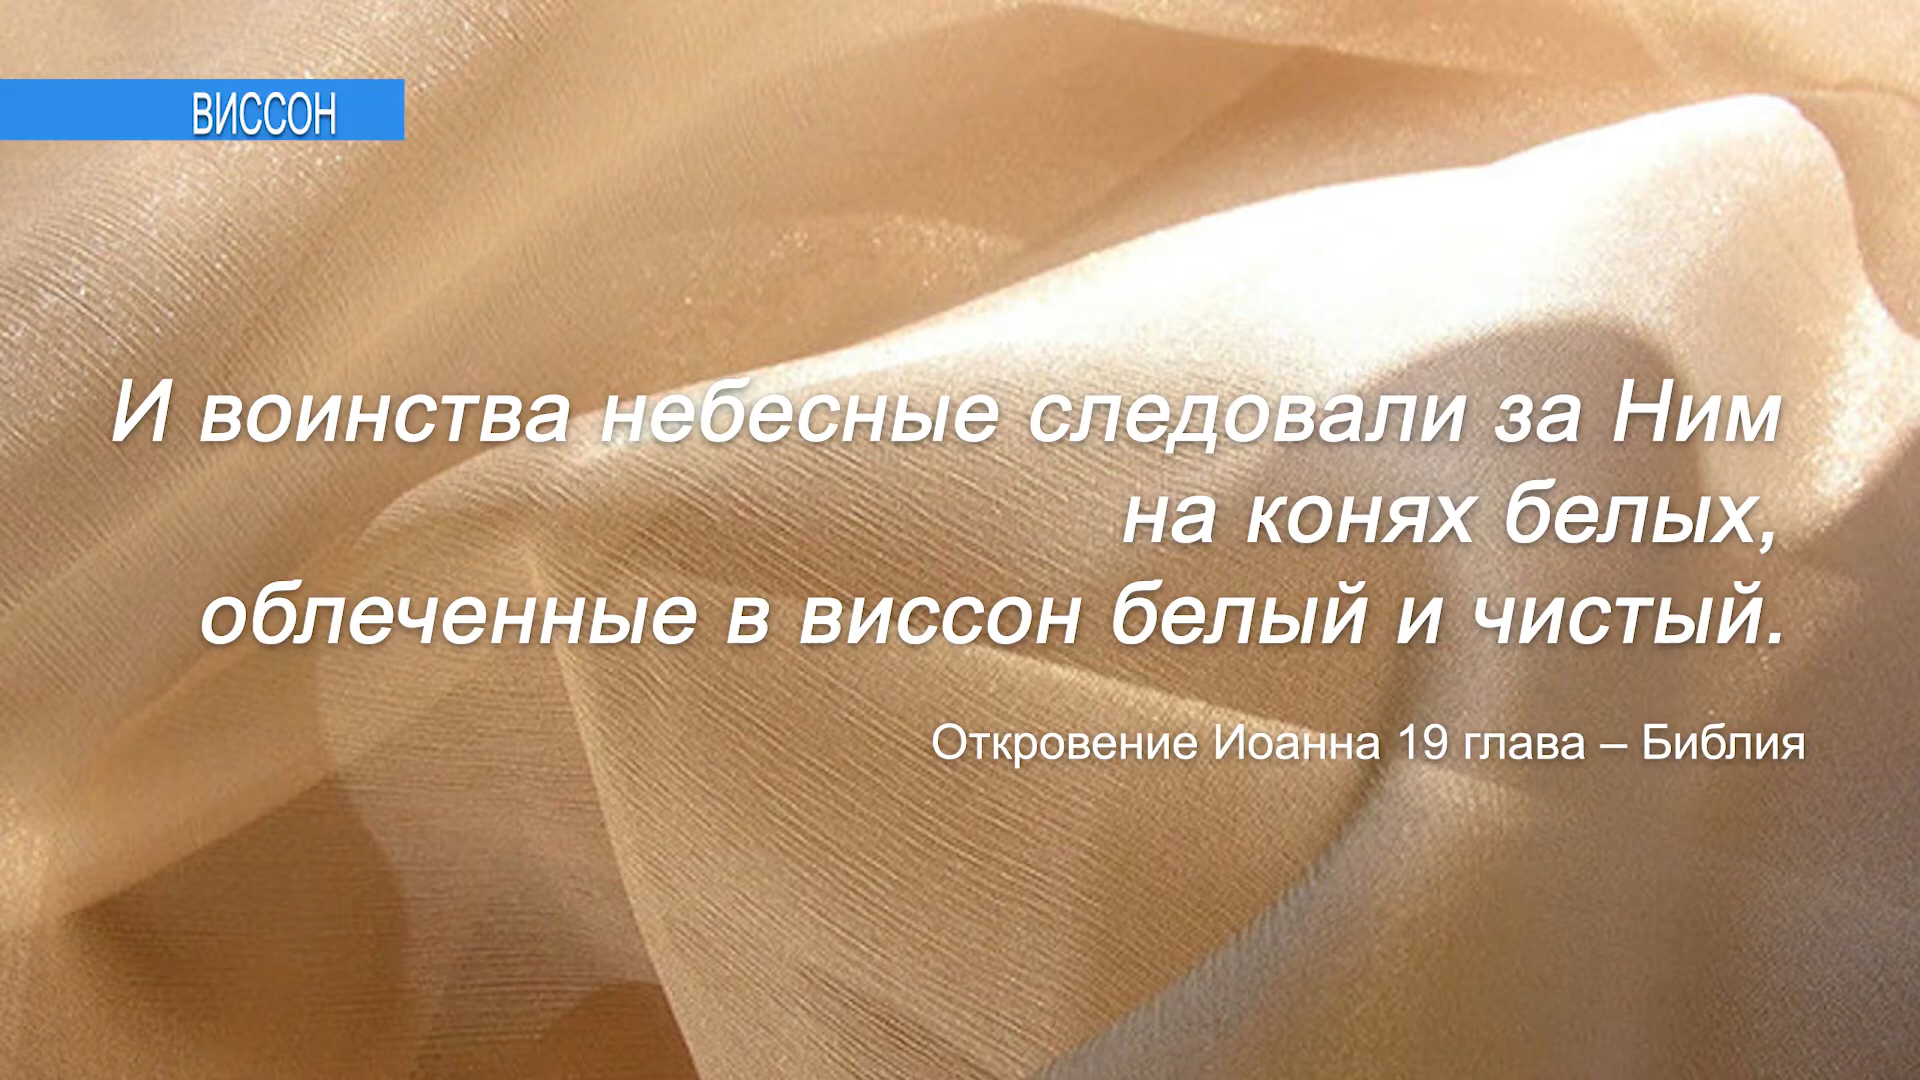 ВИССОН
И воинства небесные следовали за Ним
на конях белых,
облеченные в виссон белый и чистый.
Откровение Иоанна 19 глава – Библия